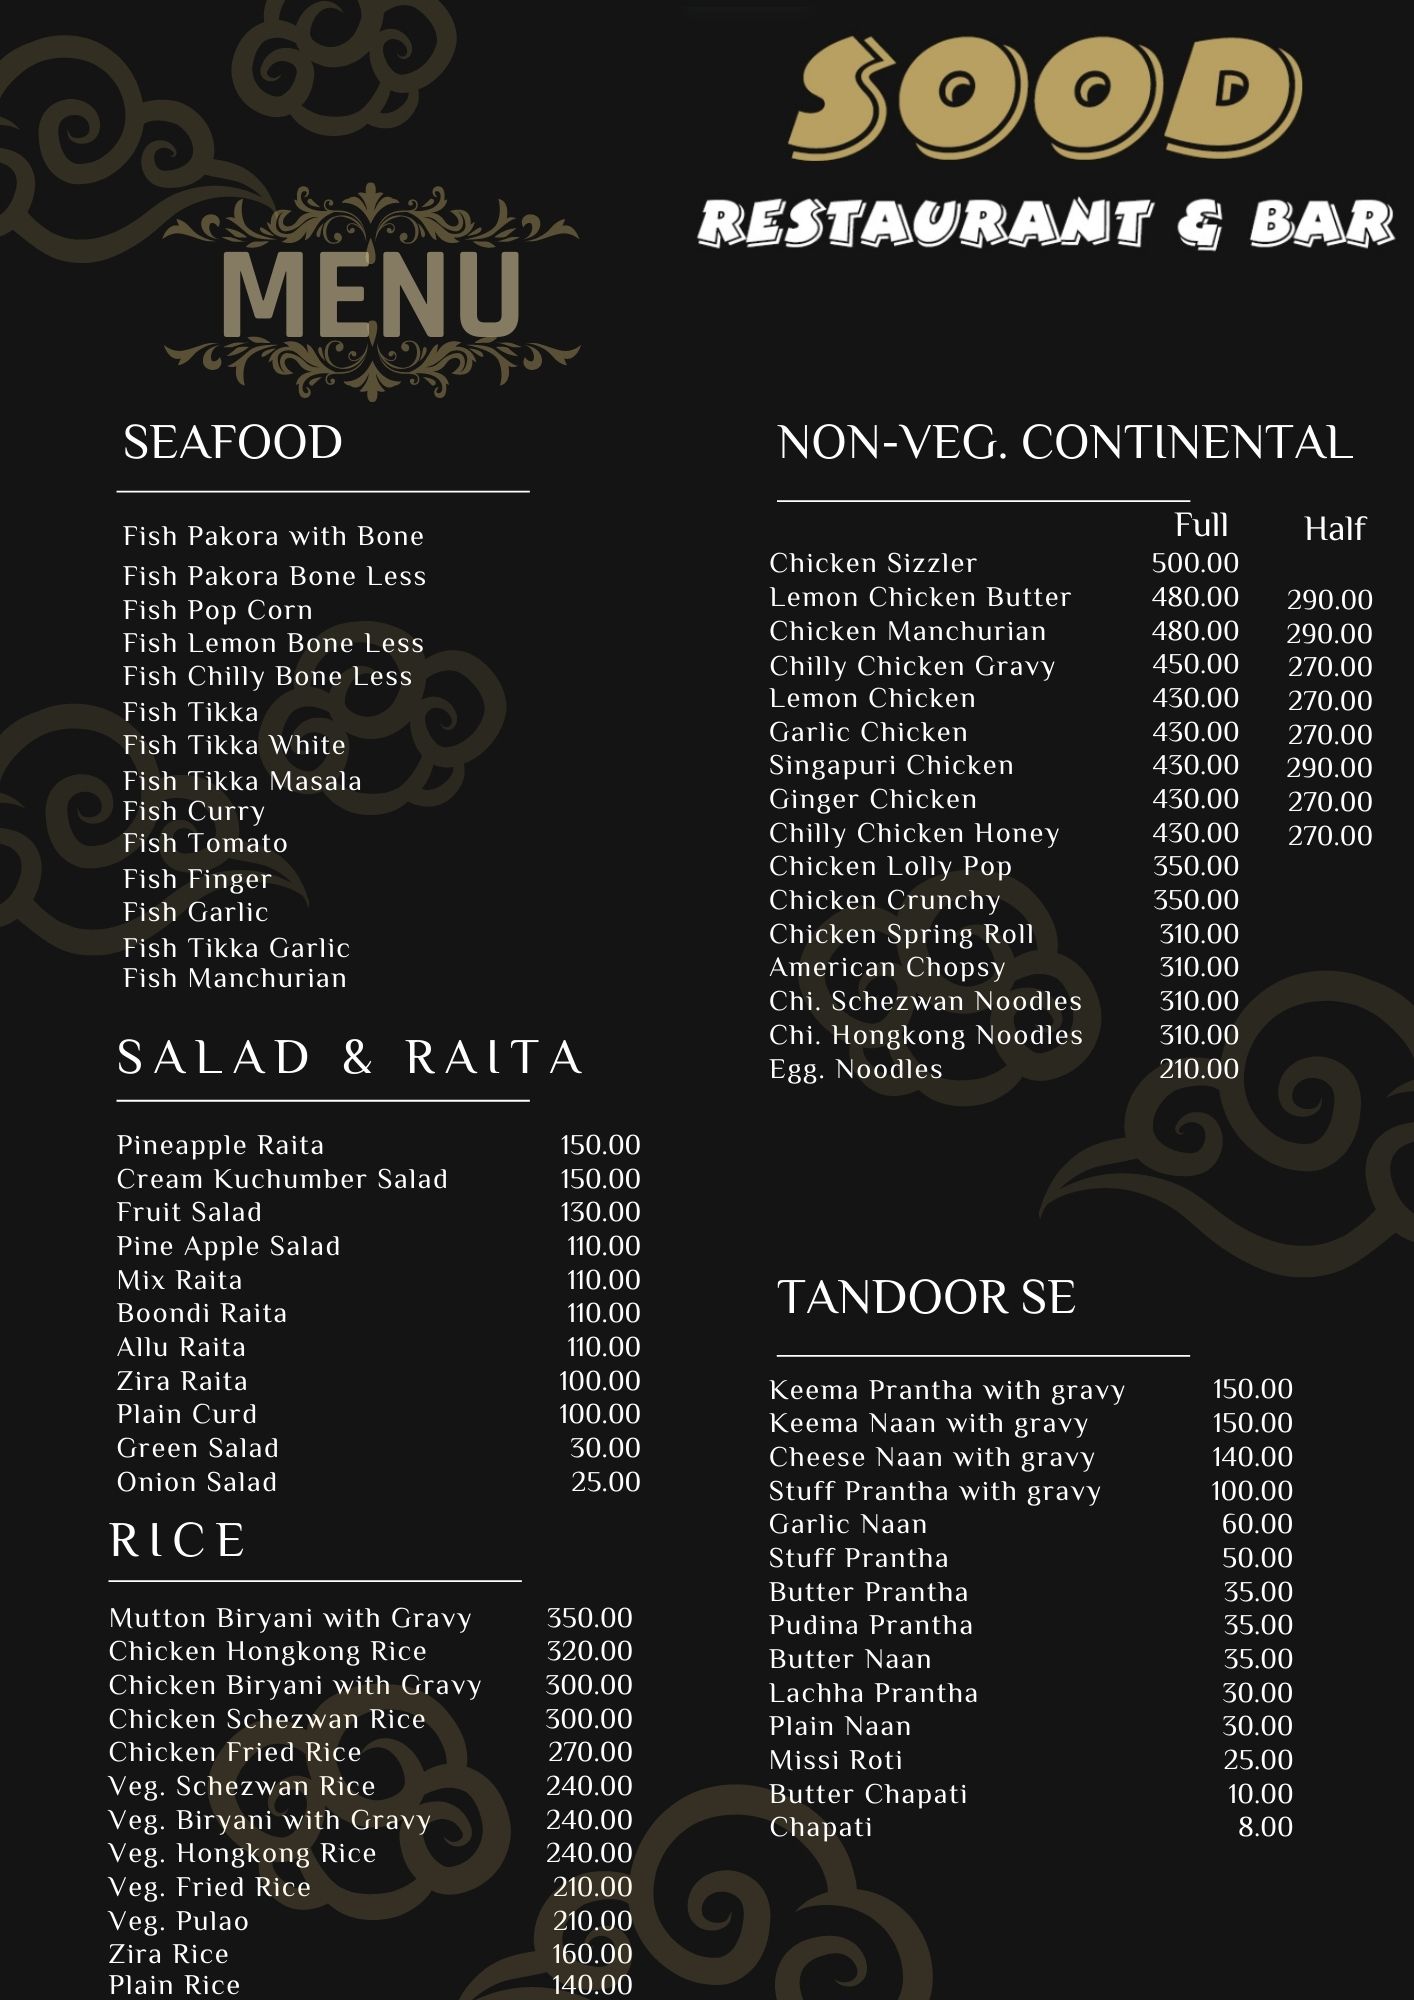 SOOD
RESTAURANT & BAR
MENU
SEAFOOD
Fish Pakora with Bone
Fish Pakora Bone Less
Fish Pop Corn
Fish Lemon Bone Less
Fish Chilly Bone Less
Fish Tikka
Fish Tikka White
Fish Tikka Masala
Fish Curry
Fish Tomato
Fish Finger
Fish Garlic
Fish Tikka Garlic
Fish Manchurian
SALAD & RAITA
Pineapple Raita 150.00
Cream Kuchumber Salad 150.00
Fruit Salad 130.00
Pine Apple Salad 110.00
Mix Raita 110.00
Boondi Raita 110.00
Allu Raita 110.00
Zira Raita 100.00
Plain Curd 100.00
Green Salad 30.00
Onion Salad 25.00
RICE
Mutton Biryani with Gravy 350.00
Chicken Hongkong Rice 320.00
Chicken Biryani with Gravy 300.00
Chicken Schezwan Rice 300.00
Chicken Fried Rice 270.00
Veg. Schezwan Rice 240.00
Veg. Biryani with Gravy 240.00
Veg. Hongkong Rice 240.00
Veg. Fried Rice 210.00
Veg. Pulao 210.00
Zira Rice 160.00
Plain Rice 140.00
NON-VEG. CONTINENTAL
Full Half
Chicken Sizzler 500.00
Lemon Chicken Butter 480.00 290.00
Chicken Manchurian 480.00 290.00
Chilly Chicken Gravy 450.00 270.00
Lemon Chicken 430.00 270.00
Garlic Chicken 430.00 270.00
Singapuri Chicken 430.00 290.00
Ginger Chicken 430.00 270.00
Chilly Chicken Honey 430.00 270.00
Chicken Lolly Pop 350.00
Chicken Crunchy 350.00
Chicken Spring Roll 310.00
American Chopsy 310.00
Chi. Schezwan Noodles 310.00
Chi. Hongkong Noodles 310.00
Egg. Noodles 210.00
TANDOOR SE
Keema Prantha with gravy 150.00
Keema Naan with gravy 150.00
Cheese Naan with gravy 140.00
Stuff Prantha with gravy 100.00
Garlic Naan 60.00
Stuff Prantha 50.00
Butter Prantha 35.00
Pudina Prantha 35.00
Butter Naan 35.00
Lachha Prantha 30.00
Plain Naan 30.00
Missi Roti 25.00
Butter Chapati 10.00
Chapati 8.00